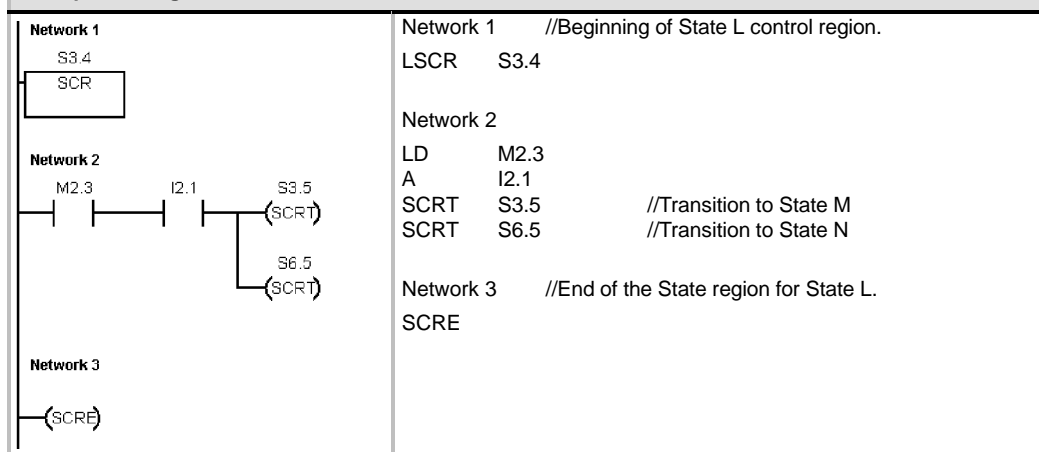 Network 1
S3.4
SCR
Network 2
M2.3 I2.1 S3.5
(SCRT)
S6.5
(SCRT)
Network 3
(SCRE)
Network 1 //Beginning of State L control region.
LSCR S3.4
Network 2
LD M2.3
A I2.1
SCRT S3.5 //Transition to State M
SCRT S6.5 //Transition to State N
Network 3 //End of the State region for State L.
SCRE